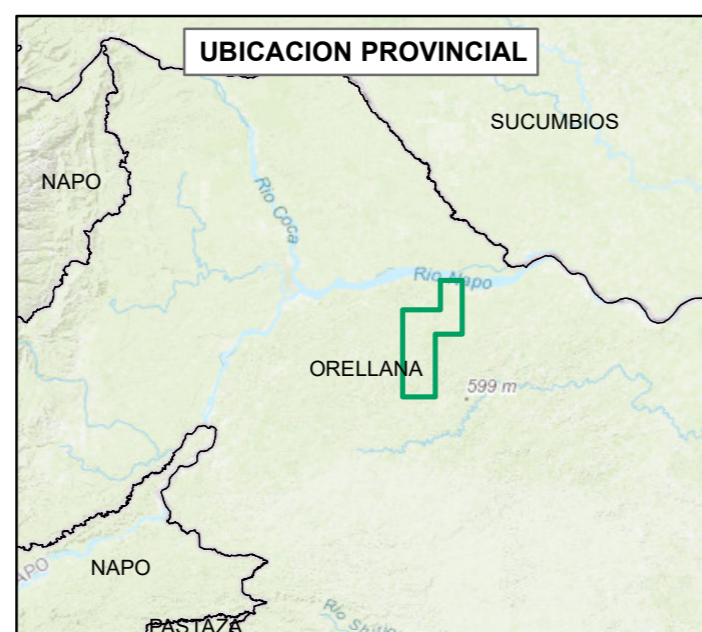 UBICACION PROVINCIAL
SUCUMBIOS
NAPO
Rio Coca
Rio Napo
ORELLANA
599 m
NAPO
PASTAZA